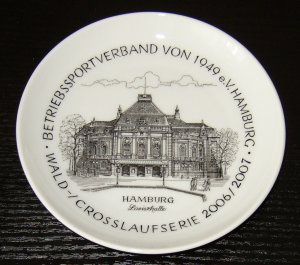 · BETRIEBSSPORTVERBAND VON 1949 e.V. HAMBURG ·
WALD-/CROSSLAUFSERIE 2006/2007
HAMBURG
Laeiszhalle